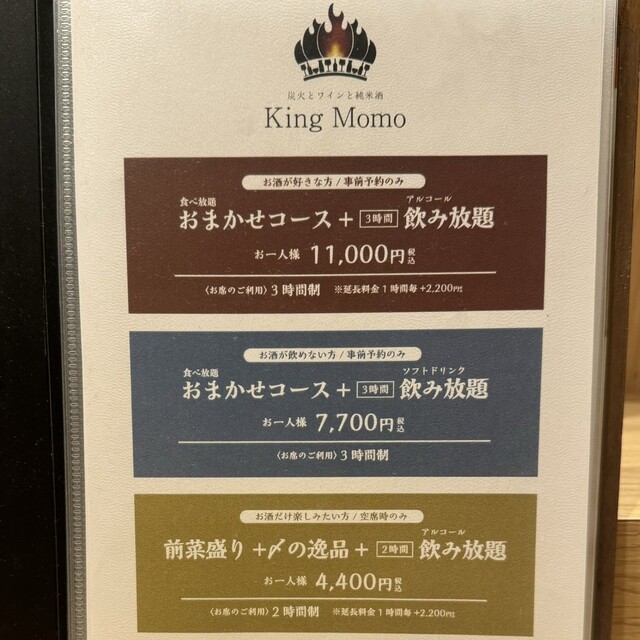 炭火とワインと純米酒
King Momo
お酒が好きな方 / 事前予約のみ
食べ放題 アルコール
おまかせコース + 3時間 飲み放題
お一人様 11,000円 税込
〈お席のご利用〉3時間制 ※延長料金1時間毎+2,200円
お酒が飲めない方 / 事前予約のみ
食べ放題 ソフトドリンク
おまかせコース + 3時間 飲み放題
お一人様 7,700円 税込
〈お席のご利用〉3時間制
お酒だけ楽しみたい方 / 空席時のみ
アルコール
前菜盛り +〆の逸品 + 2時間 飲み放題
お一人様 4,400円 税込
〈お席のご利用〉2時間制 ※延長料金1時間毎+2,200円